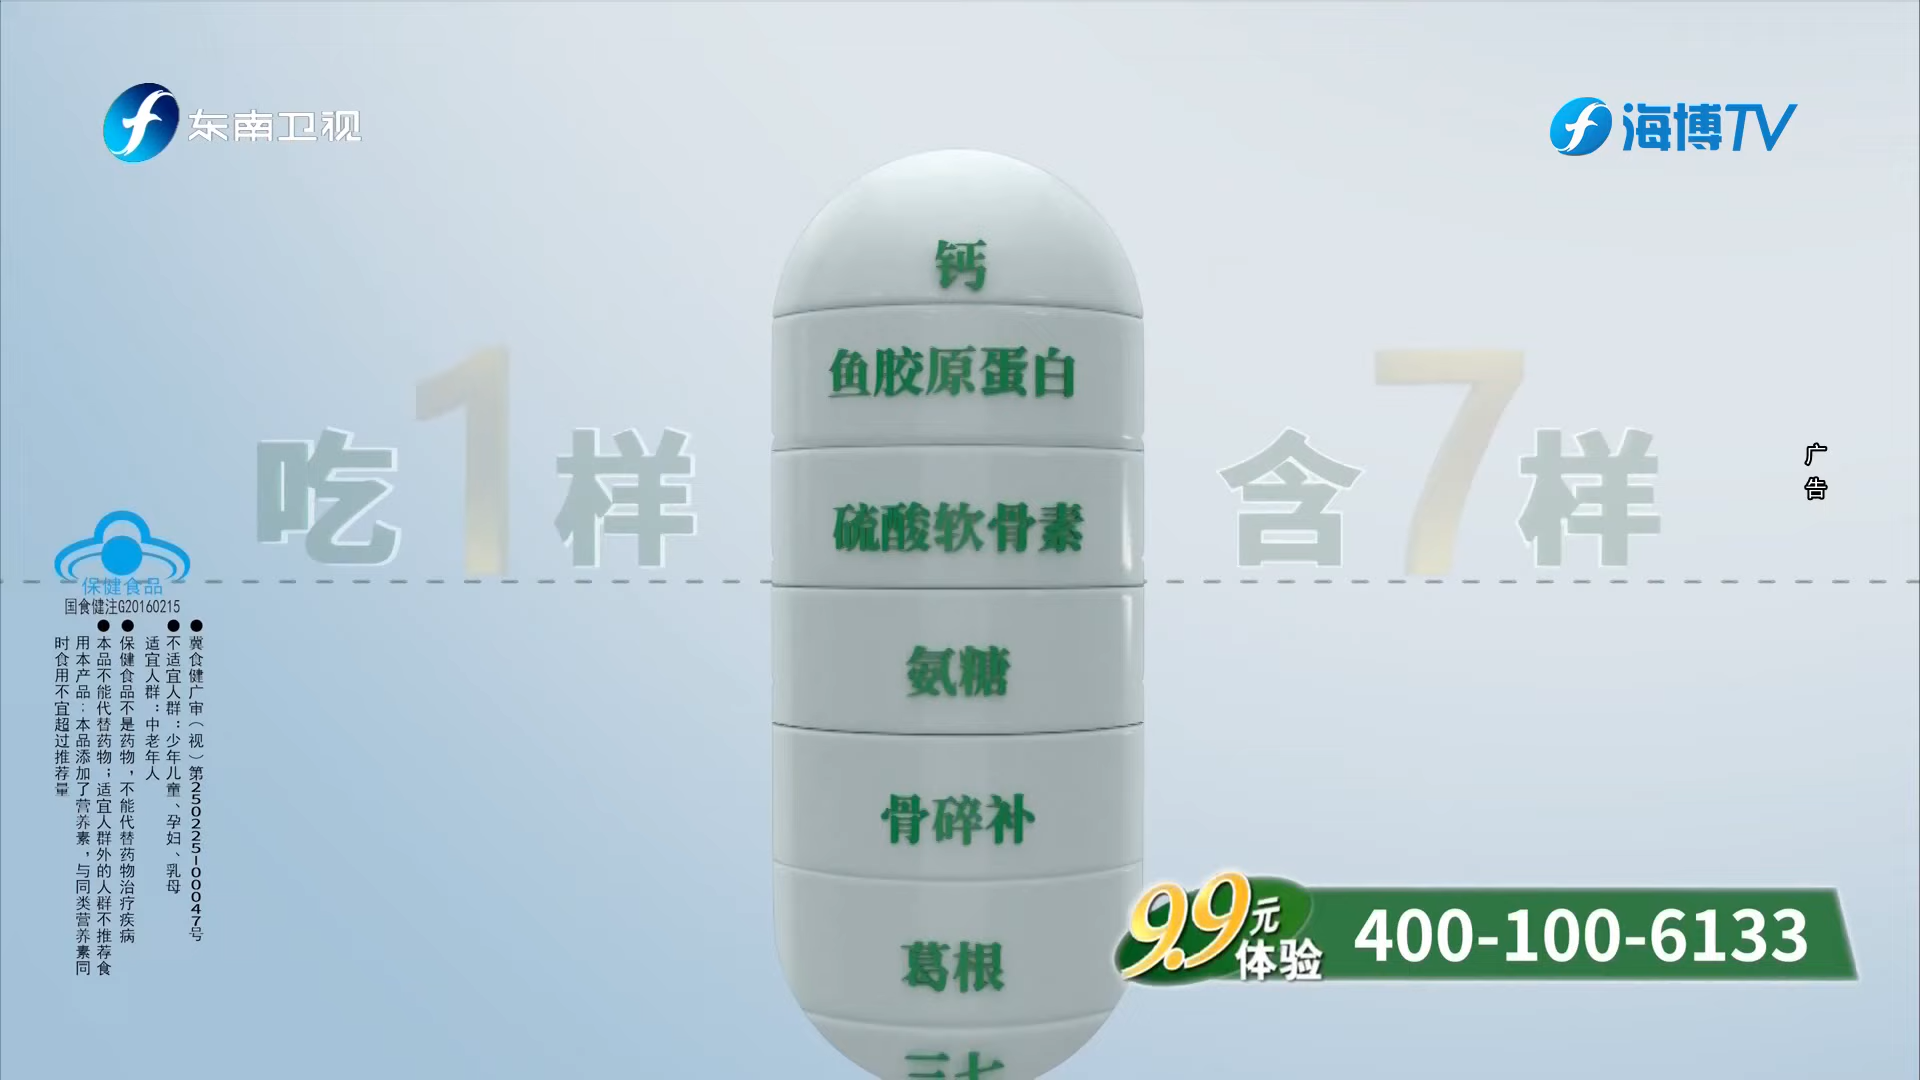 东南卫视
海博TV
钙
鱼胶原蛋白
硫酸软骨素
氨糖
骨碎补
葛根
三七
吃1样
含7样
广告
保健食品
国食健注G20160215
●冀食健广审（视）第250225-00047号
●不适宜人群：少年儿童、孕妇、乳母
适宜人群：中老年人
●保健食品不是药物，不能代替药物治疗疾病
●本品不能代替药物；适宜人群外的人群不推荐食
用本产品；本品添加了营养素，与同类营养素同
时食用不宜超过推荐量
9.9元体验
400-100-6133